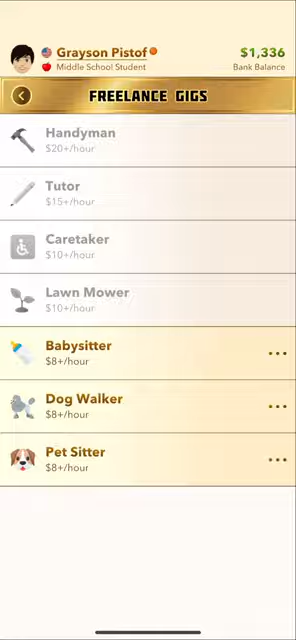 Grayson Pistof
$1,336
Middle School Student
Bank Balance
FREELANCE GIGS
Handyman
$20+/hour
Tutor
$15+/hour
Caretaker
$10+/hour
Lawn Mower
$10+/hour
Babysitter
$8+/hour
Dog Walker
$8+/hour
Pet Sitter
$8+/hour